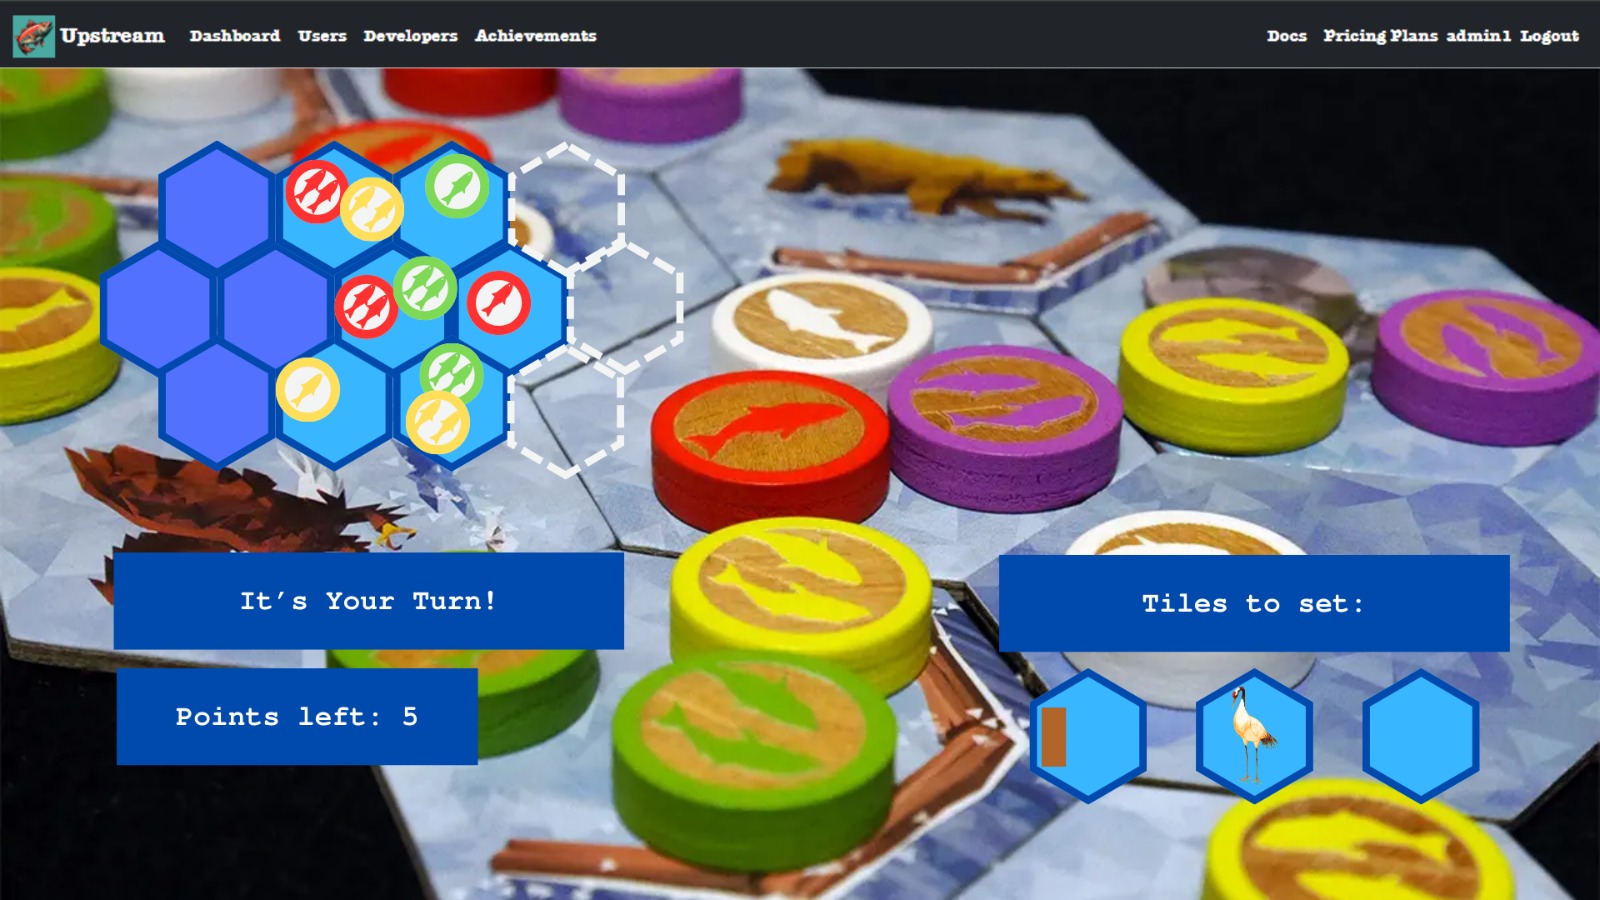 Upstream Dashboard Users Developers Achievements Docs Pricing Plans admin1 Logout
It's Your Turn!
Tiles to set:
Points left: 5